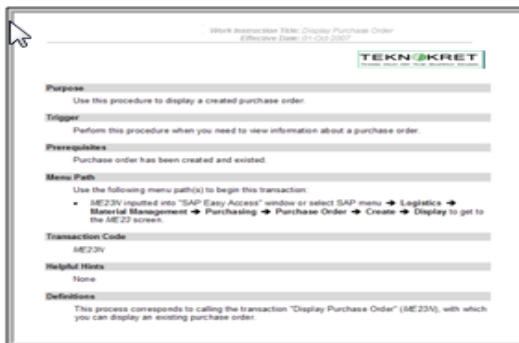 Work Instruction Title: Display Purchase Order
Effective Date: 01-Oct-2007
TEKNOKRET
Purpose
Use this procedure to display a created purchase order.
Trigger
Perform this procedure when you need to view information about a purchase order.
Prerequisites
Purchase order has been created and existed.
Menu Path
Use the following menu path(s) to begin this transaction:
▪ ME23N inputted into "SAP Easy Access" window or select SAP menu ➔ Logistics ➔
Material Management ➔ Purchasing ➔ Purchase Order ➔ Create ➔ Display to get to
the ME23 screen.
Transaction Code
ME23N
Helpful Hints
None
Definitions
This process corresponds to calling the transaction "Display Purchase Order" (ME23N), with which
you can display an existing purchase order.